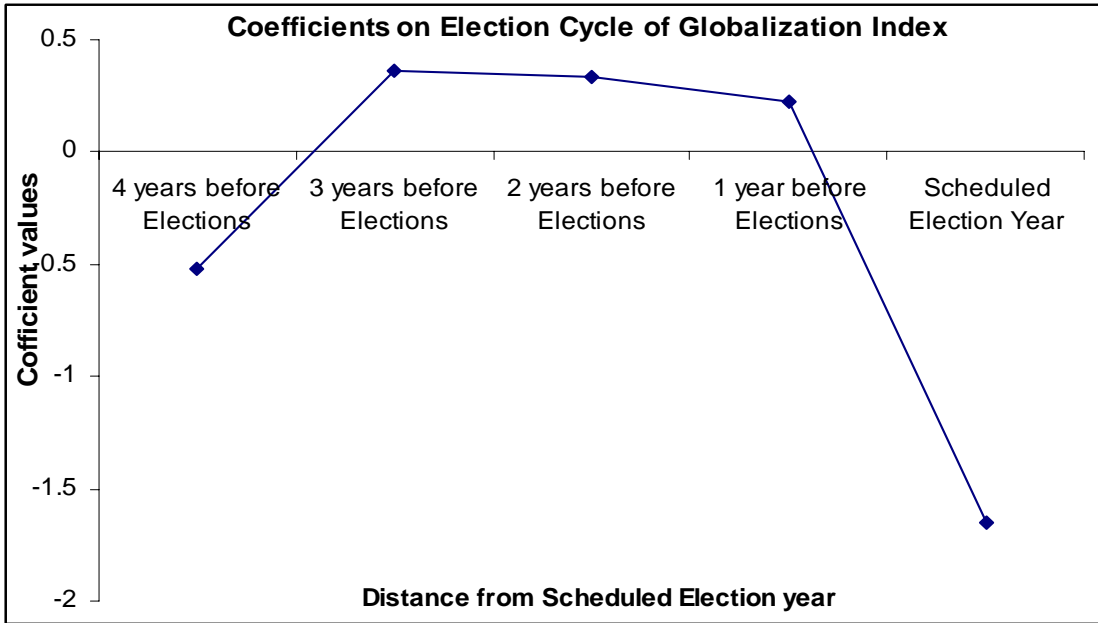 Coefficients on Election Cycle of Globalization Index
0.5
0
-0.5
-1
-1.5
-2
Cofficient values
4 years before
Elections
3 years before
Elections
2 years before
Elections
1 year before
Elections
Scheduled
Election Year
Distance from Scheduled Election year